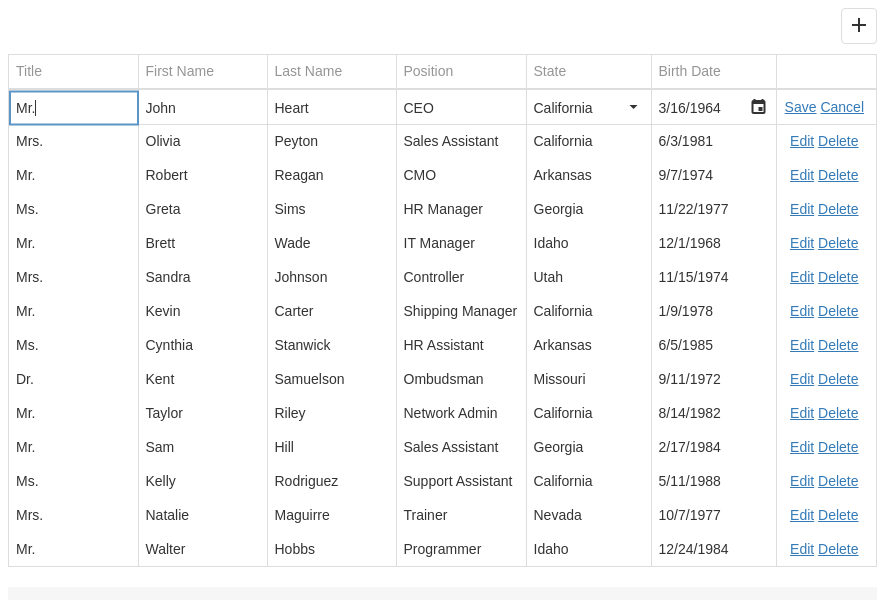 Title First Name Last Name Position State Birth Date
Mr. John Heart CEO California 3/16/1964 Save Cancel
Mrs. Olivia Peyton Sales Assistant California 6/3/1981 Edit Delete
Mr. Robert Reagan CMO Arkansas 9/7/1974 Edit Delete
Ms. Greta Sims HR Manager Georgia 11/22/1977 Edit Delete
Mr. Brett Wade IT Manager Idaho 12/1/1968 Edit Delete
Mrs. Sandra Johnson Controller Utah 11/15/1974 Edit Delete
Mr. Kevin Carter Shipping Manager California 1/9/1978 Edit Delete
Ms. Cynthia Stanwick HR Assistant Arkansas 6/5/1985 Edit Delete
Dr. Kent Samuelson Ombudsman Missouri 9/11/1972 Edit Delete
Mr. Taylor Riley Network Admin California 8/14/1982 Edit Delete
Mr. Sam Hill Sales Assistant Georgia 2/17/1984 Edit Delete
Ms. Kelly Rodriguez Support Assistant California 5/11/1988 Edit Delete
Mrs. Natalie Maguirre Trainer Nevada 10/7/1977 Edit Delete
Mr. Walter Hobbs Programmer Idaho 12/24/1984 Edit Delete